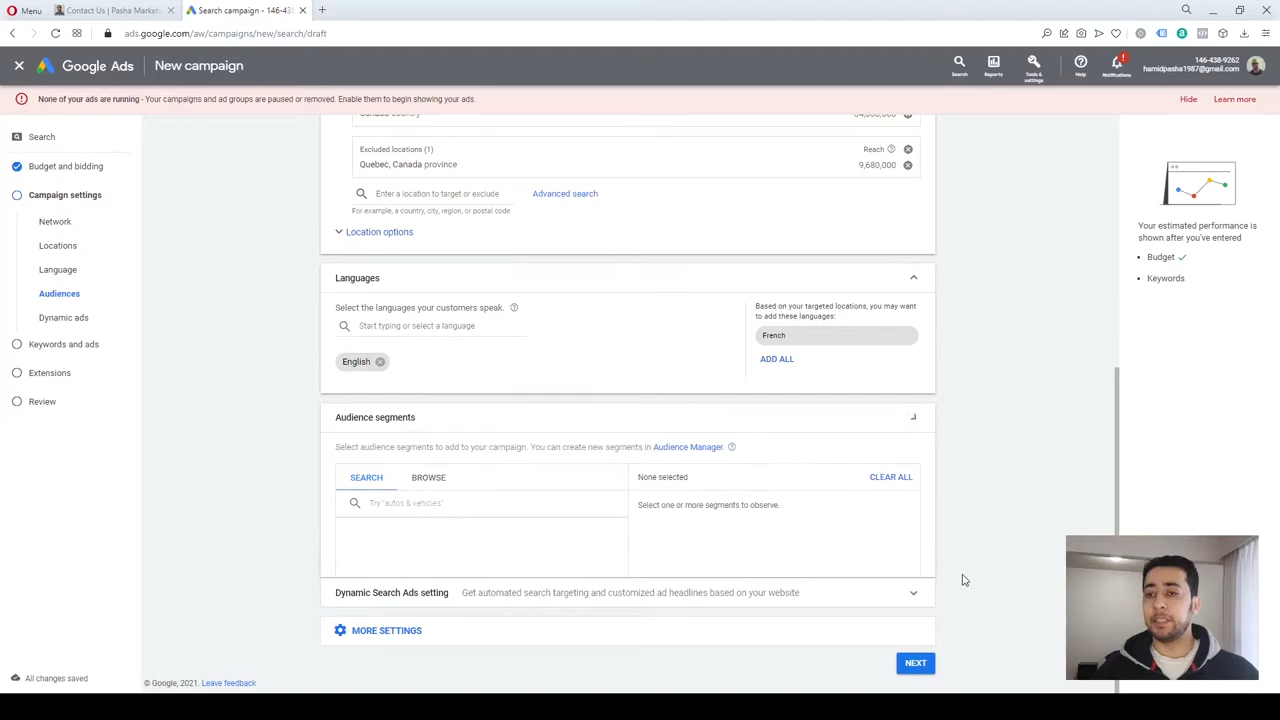 Menu
Contact Us | Pasha Market
Search campaign - 146-43
ads.google.com/aw/campaigns/new/search/draft
Google Ads
New campaign
Search
Reports
Tools & settings
Help
Notifications
146-438-9262
hamidpasha1987@gmail.com
None of your ads are running - Your campaigns and ad groups are paused or removed. Enable them to begin showing your ads.
Hide
Learn more
Search
Budget and bidding
Campaign settings
Network
Locations
Language
Audiences
Dynamic ads
Keywords and ads
Extensions
Review
All changes saved
Canada country
Excluded locations (1)
Reach
Quebec, Canada province
9,680,000
Enter a location to target or exclude
Advanced search
For example, a country, city, region, or postal code
Location options
Languages
Select the languages your customers speak.
Start typing or select a language
English
Based on your targeted locations, you may want
to add these languages:
French
ADD ALL
Audience segments
Select audience segments to add to your campaign. You can create new segments in Audience Manager.
SEARCH
BROWSE
None selected
CLEAR ALL
Try "autos & vehicles"
Select one or more segments to observe.
Dynamic Search Ads setting
Get automated search targeting and customized ad headlines based on your website
MORE SETTINGS
NEXT
© Google, 2021.
Leave feedback
Your estimated performance is
shown after you've entered
• Budget
• Keywords